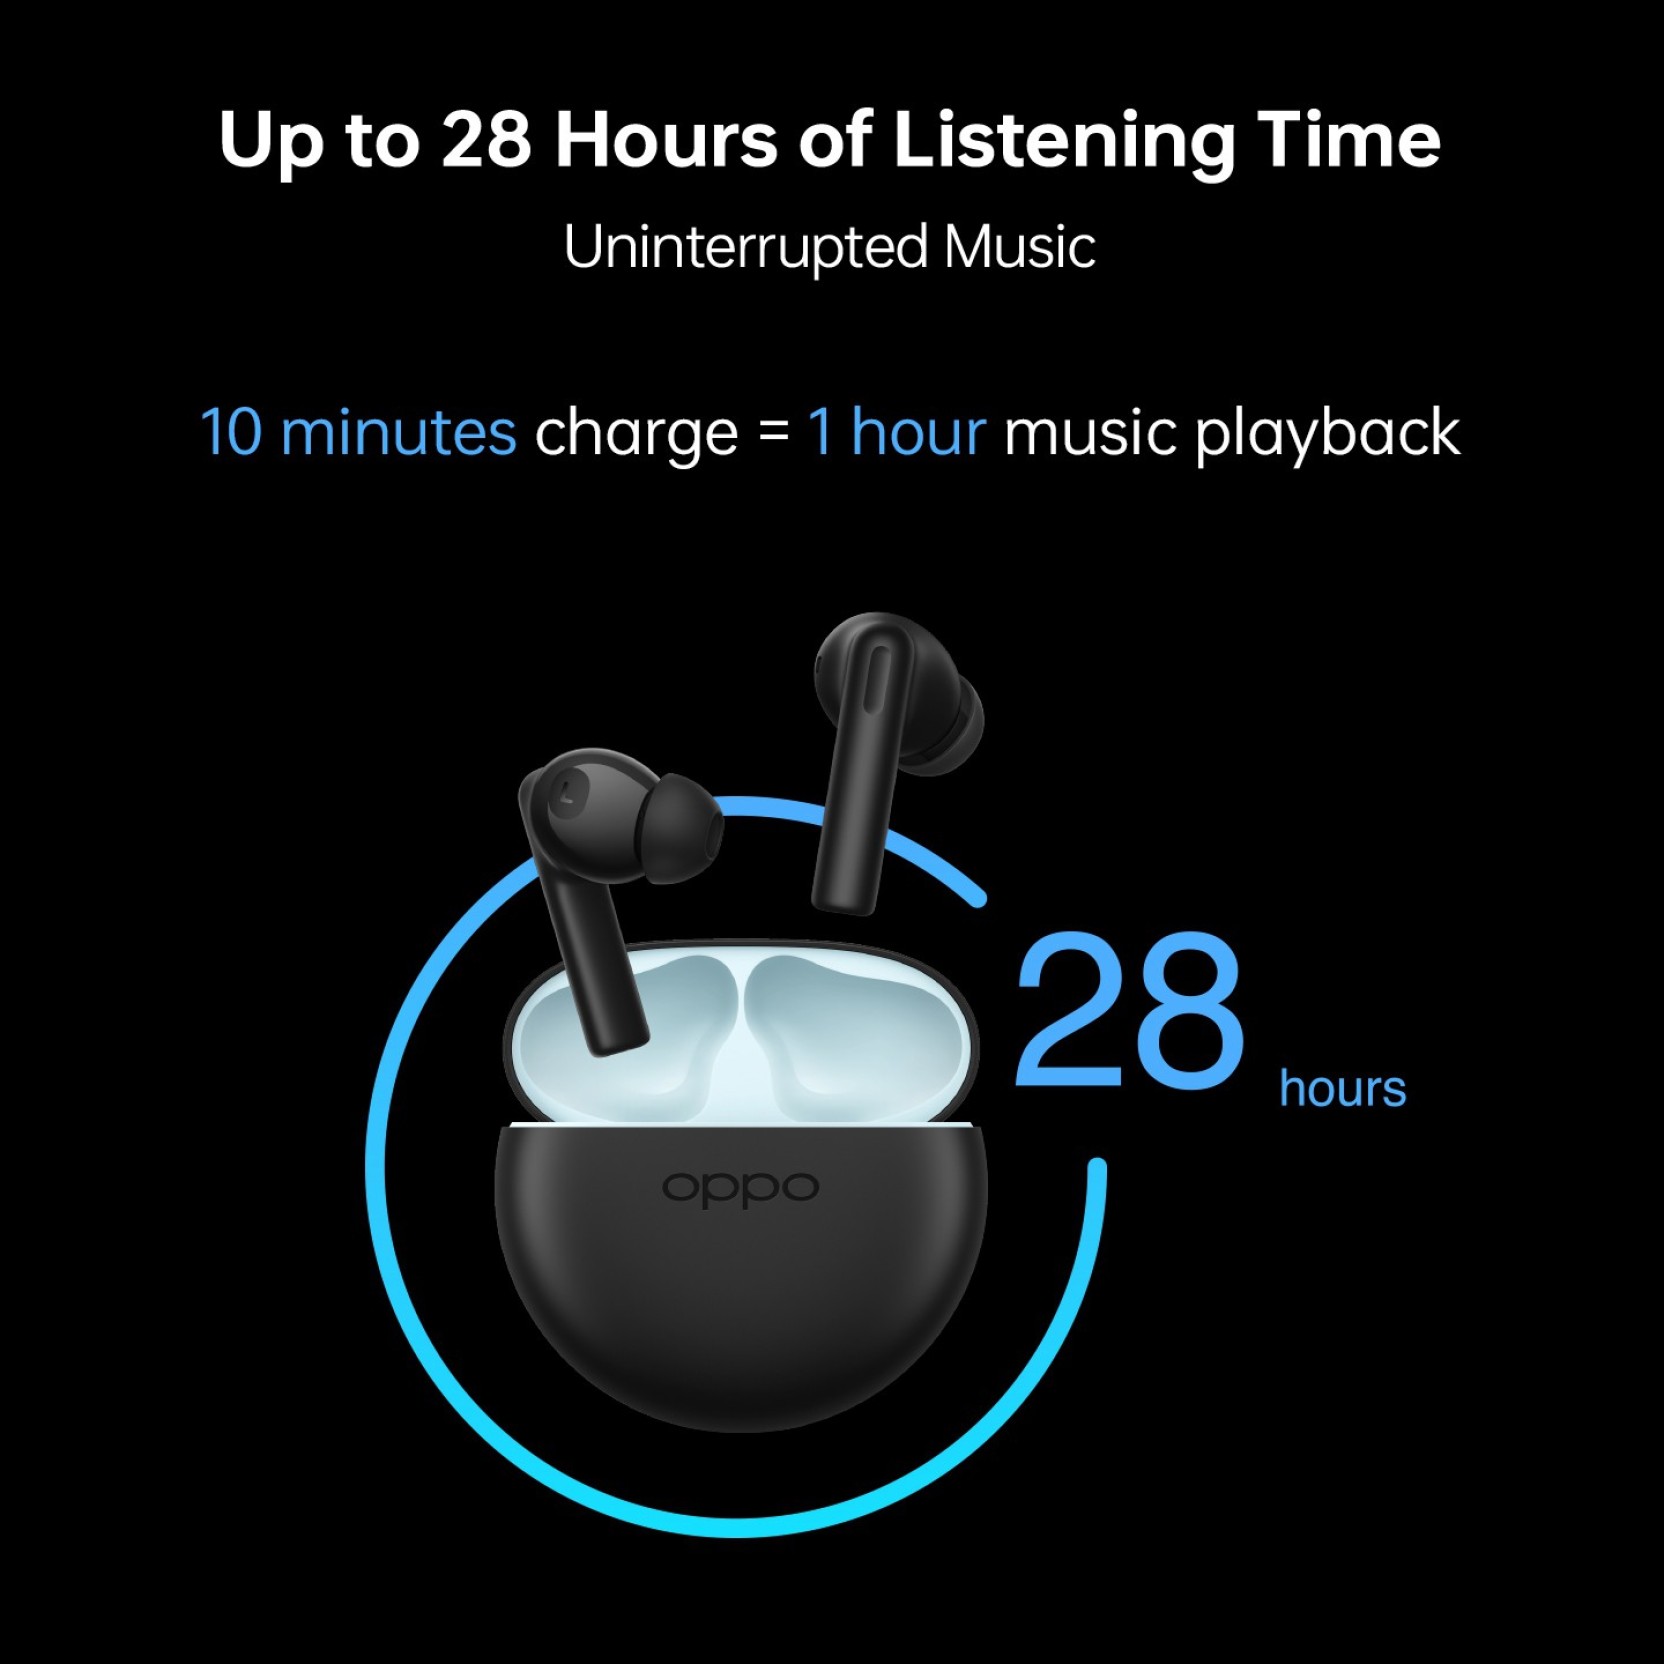 Up to 28 Hours of Listening Time
Uninterrupted Music
10 minutes charge = 1 hour music playback
L
28 hours
oppo